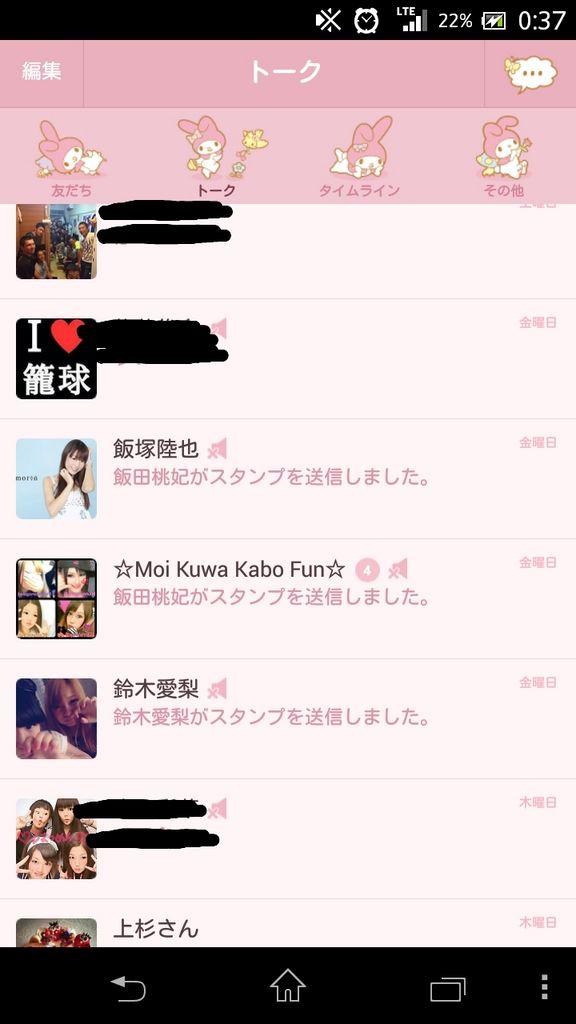 LTE
22%
0:37
編集
トーク
友だち
トーク
タイムライン
その他
土曜日
I
籠球
金曜日
飯塚陸也
金曜日
飯田桃妃がスタンプを送信しました。
☆Moi Kuwa Kabo Fun☆
4
金曜日
飯田桃妃がスタンプを送信しました。
鈴木愛梨
金曜日
鈴木愛梨がスタンプを送信しました。
木曜日
上杉さん
木曜日